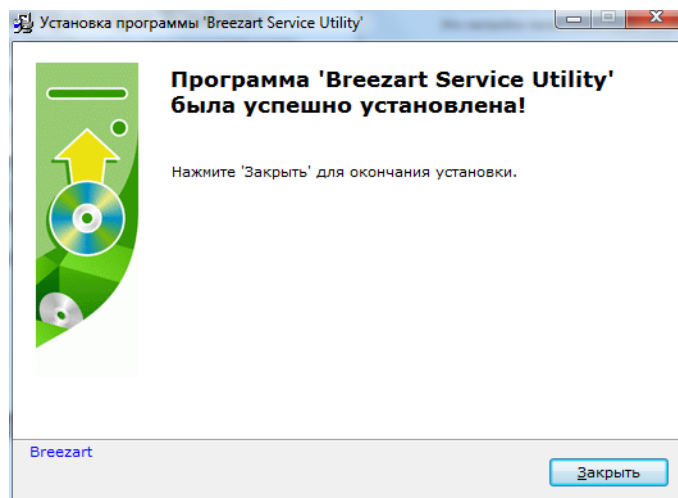 Установка программы 'Breezart Service Utility'
Программа 'Breezart Service Utility'
была успешно установлена!
Нажмите 'Закрыть' для окончания установки.
Breezart
Закрыть